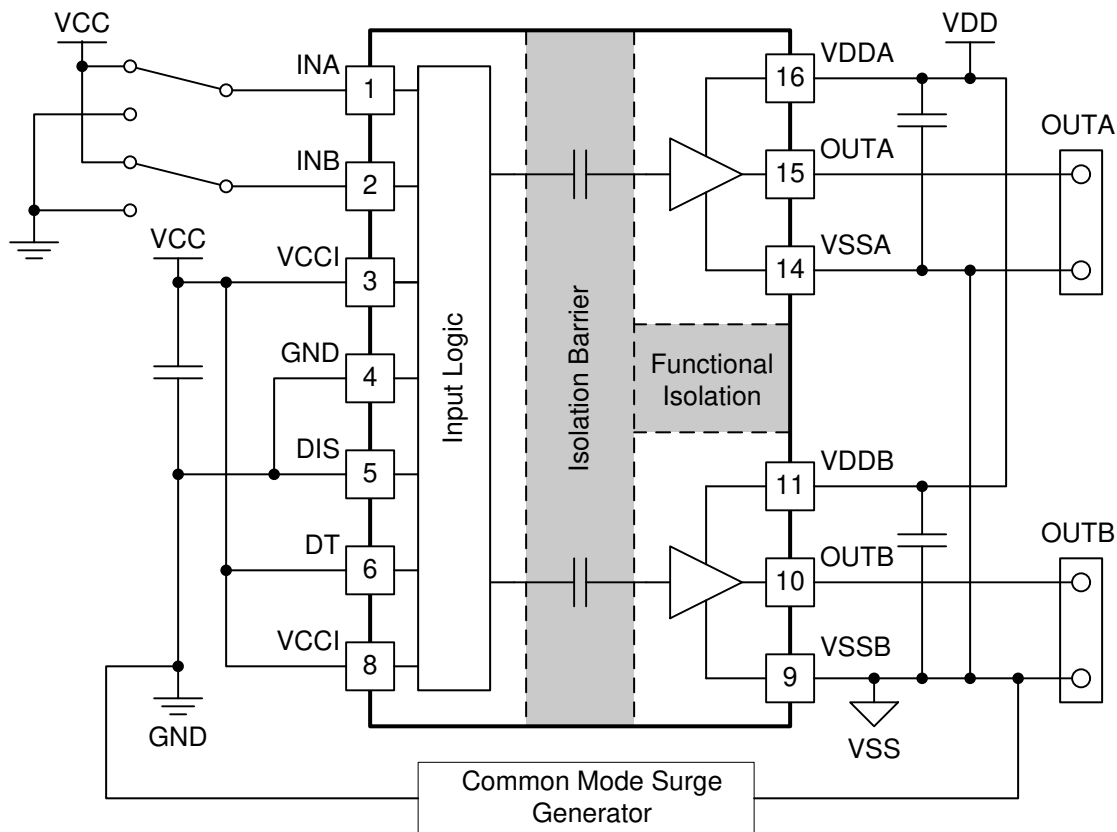 VCC
VDD
INA
1
INB
2
VCC
VCCI
3
GND
4
DIS
5
DT
6
VCCI
8
GND
Input Logic
Isolation Barrier
Functional
Isolation
16
VDDA
15
OUTA
14
VSSA
11
VDDB
10
OUTB
9
VSSB
VSS
OUTA
OUTB
Common Mode Surge
Generator